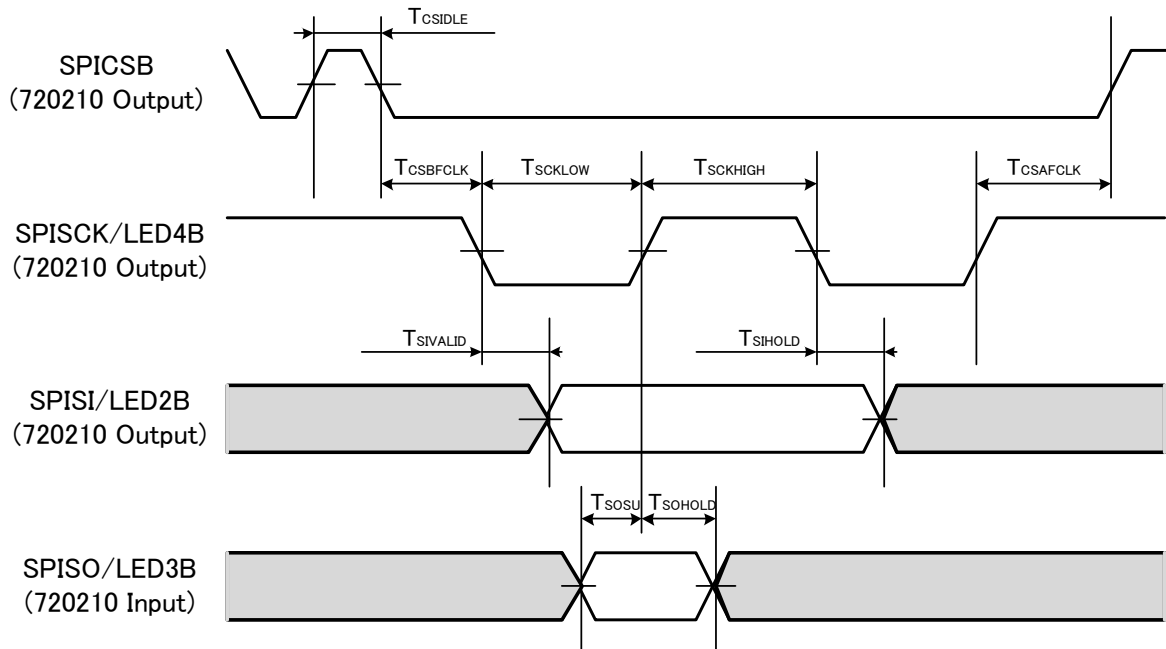 TCSIDLE
SPICSB
(720210 Output)
TCSBFCLK
TSCKLOW
TSCKHIGH
TCSAFCLK
SPISCK/LED4B
(720210 Output)
TSIVALID
TSIHOLD
SPISI/LED2B
(720210 Output)
TSOSU
TSOHOLD
SPISO/LED3B
(720210 Input)